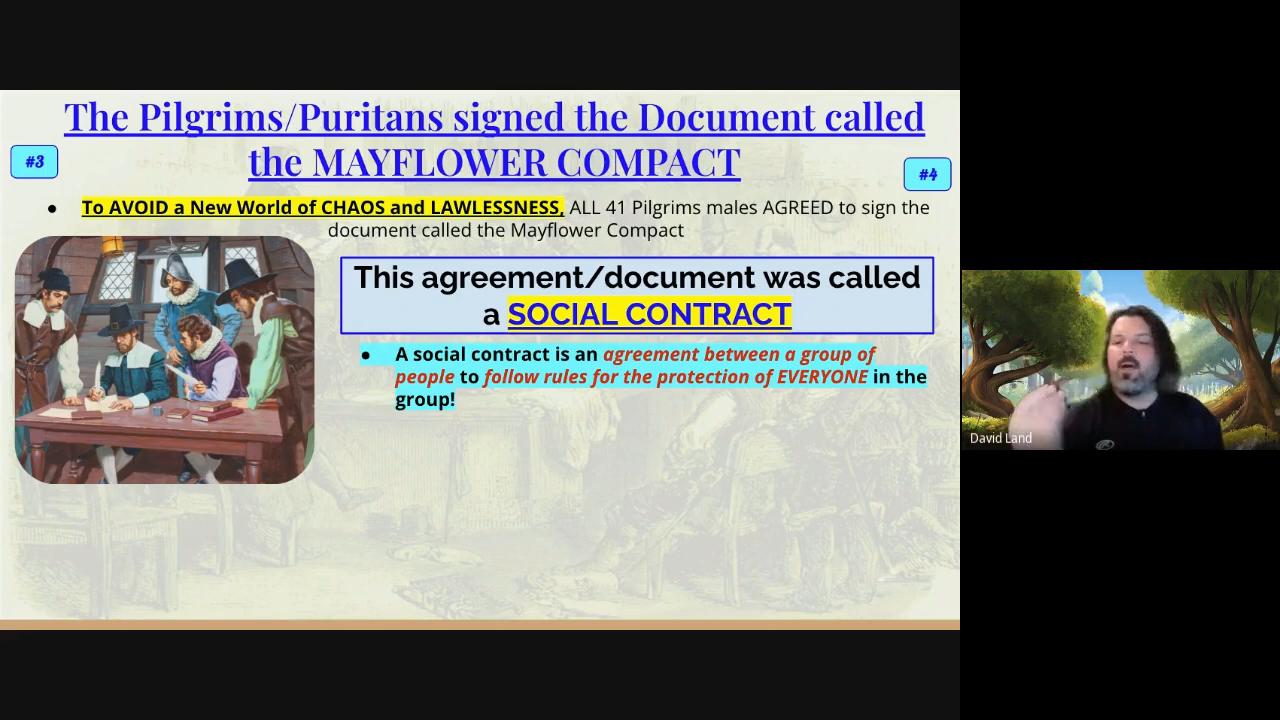 The Pilgrims/Puritans signed the Document called
the MAYFLOWER COMPACT
#3
#4
● To AVOID a New World of CHAOS and LAWLESSNESS, ALL 41 Pilgrims males AGREED to sign the
document called the Mayflower Compact
This agreement/document was called
a SOCIAL CONTRACT
● A social contract is an agreement between a group of
people to follow rules for the protection of EVERYONE in the
group!
David Land